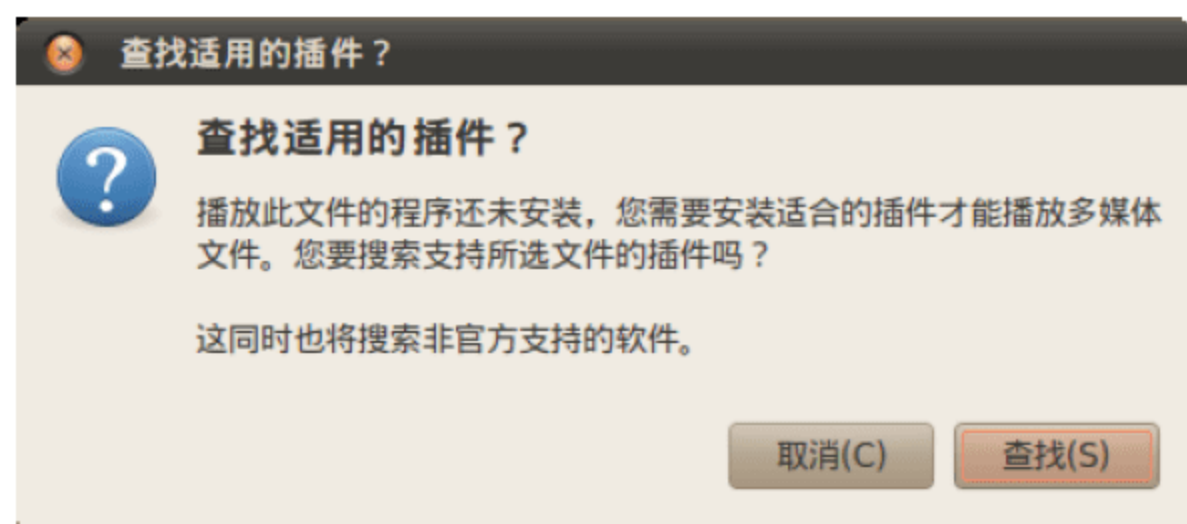 查找适用的插件？
查找适用的插件？
播放此文件的程序还未安装，您需要安装适合的插件才能播放多媒体
文件。您要搜索支持所选文件的插件吗？
这同时也将搜索非官方支持的软件。
取消(C) 查找(S)